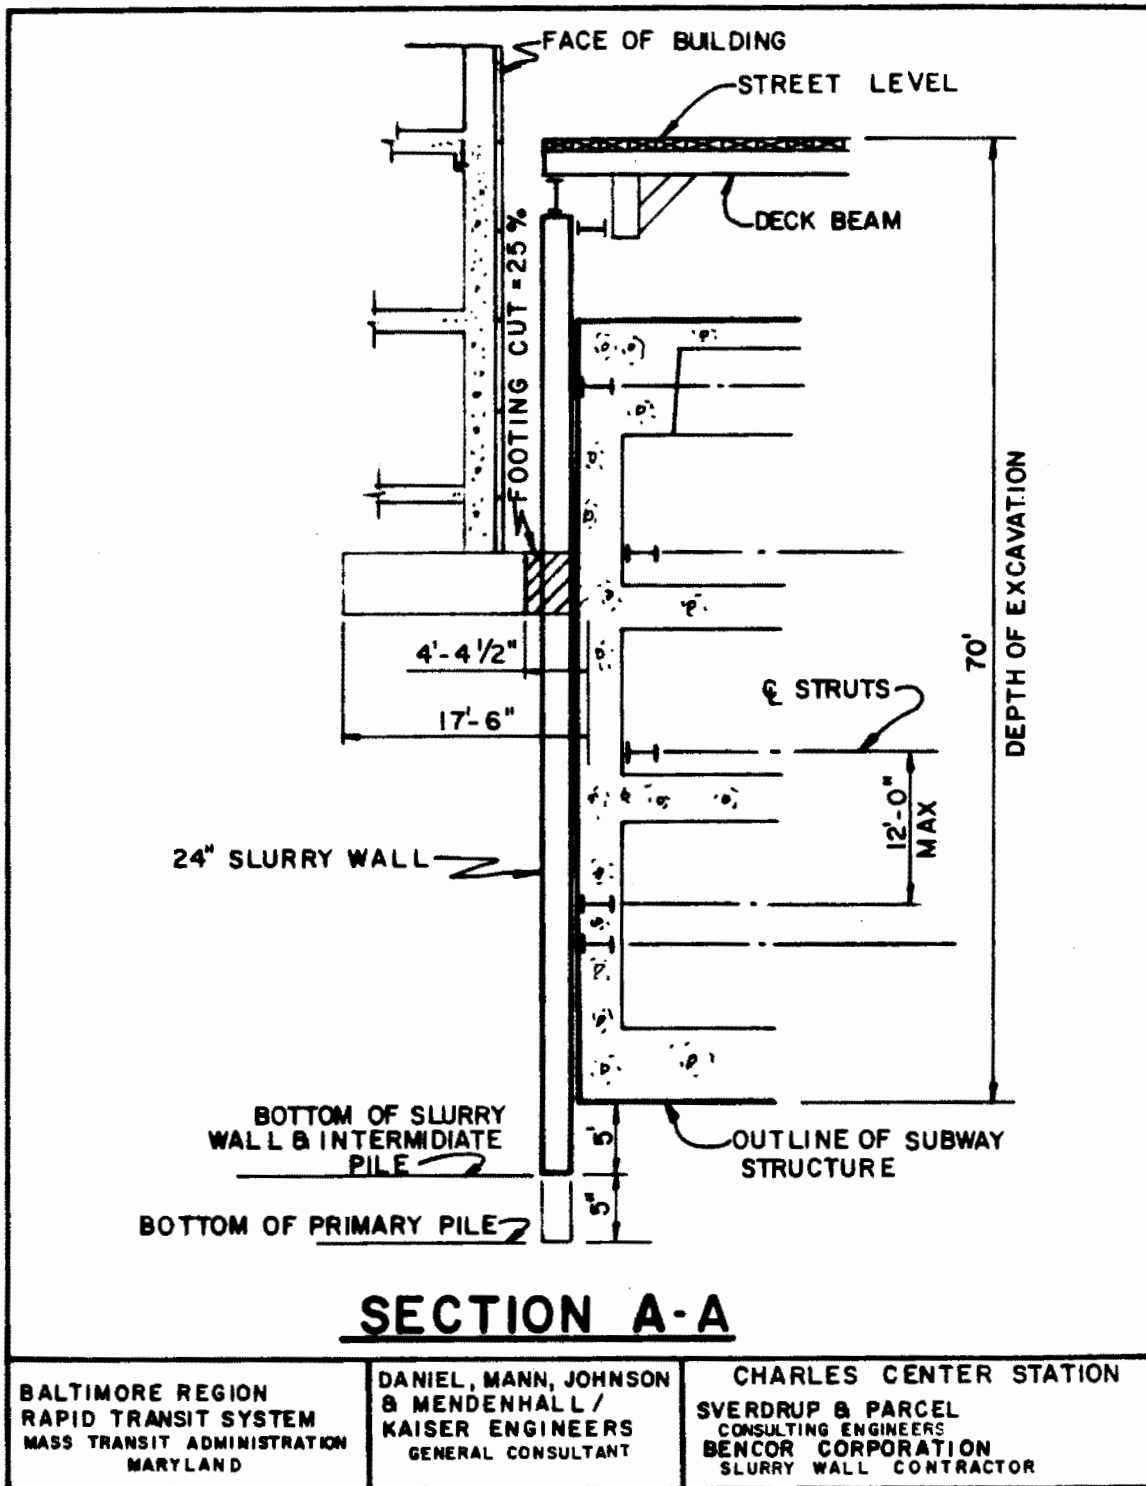 FACE OF BUILDING
STREET LEVEL
DECK BEAM
FOOTING CUT = 25%
4'-4 1/2"
17'-6"
℄ STRUTS
12'-0"
MAX
70'
DEPTH OF EXCAVATION
24" SLURRY WALL
BOTTOM OF SLURRY
WALL & INTERMIDIATE
PILE
5'
OUTLINE OF SUBWAY
STRUCTURE
BOTTOM OF PRIMARY PILE
5"
SECTION A-A
BALTIMORE REGION
RAPID TRANSIT SYSTEM
MASS TRANSIT ADMINISTRATION
MARYLAND
DANIEL, MANN, JOHNSON
& MENDENHALL /
KAISER ENGINEERS
GENERAL CONSULTANT
CHARLES CENTER STATION
SVERDRUP & PARCEL
CONSULTING ENGINEERS
BENCOR CORPORATION
SLURRY WALL CONTRACTOR